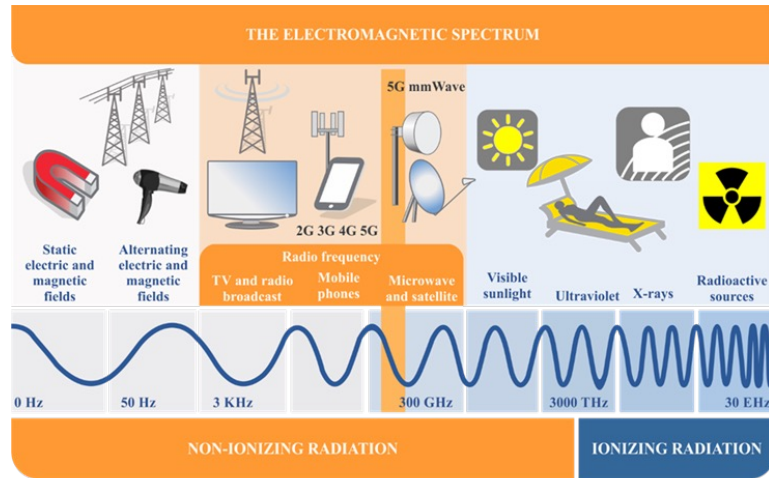 THE ELECTROMAGNETIC SPECTRUM
5G mmWave
2G 3G 4G 5G
Static
electric and
magnetic
fields
Alternating
electric and
magnetic
fields
Radio frequency
TV and radio
broadcast
Mobile
phones
Microwave
and satellite
Visible
sunlight
Ultraviolet
X-rays
Radioactive
sources
0 Hz
50 Hz
3 KHz
300 GHz
3000 THz
30 EHz
NON-IONIZING RADIATION
IONIZING RADIATION